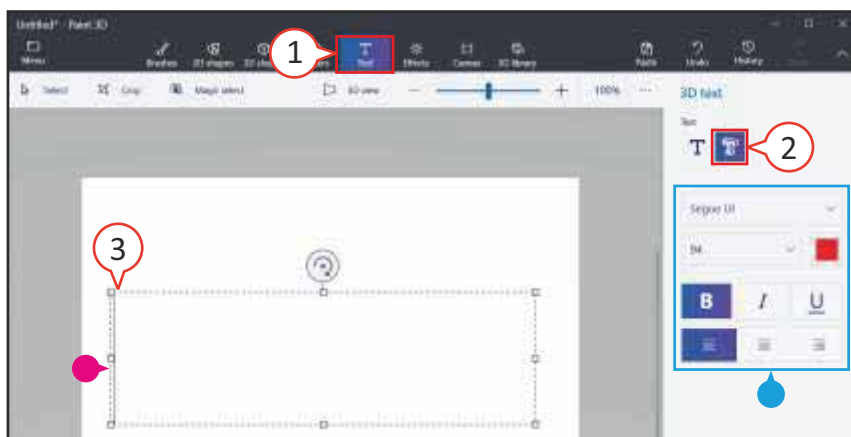 Untitled* Paint 3D
Menu Brushes 2D shapes 3D Text Effects Canvas 3D library Paste Undo History
1
Select Crop Magic select 3D view − + 100% ...
3D text
Text
T
2
Segoe UI
3
B I U